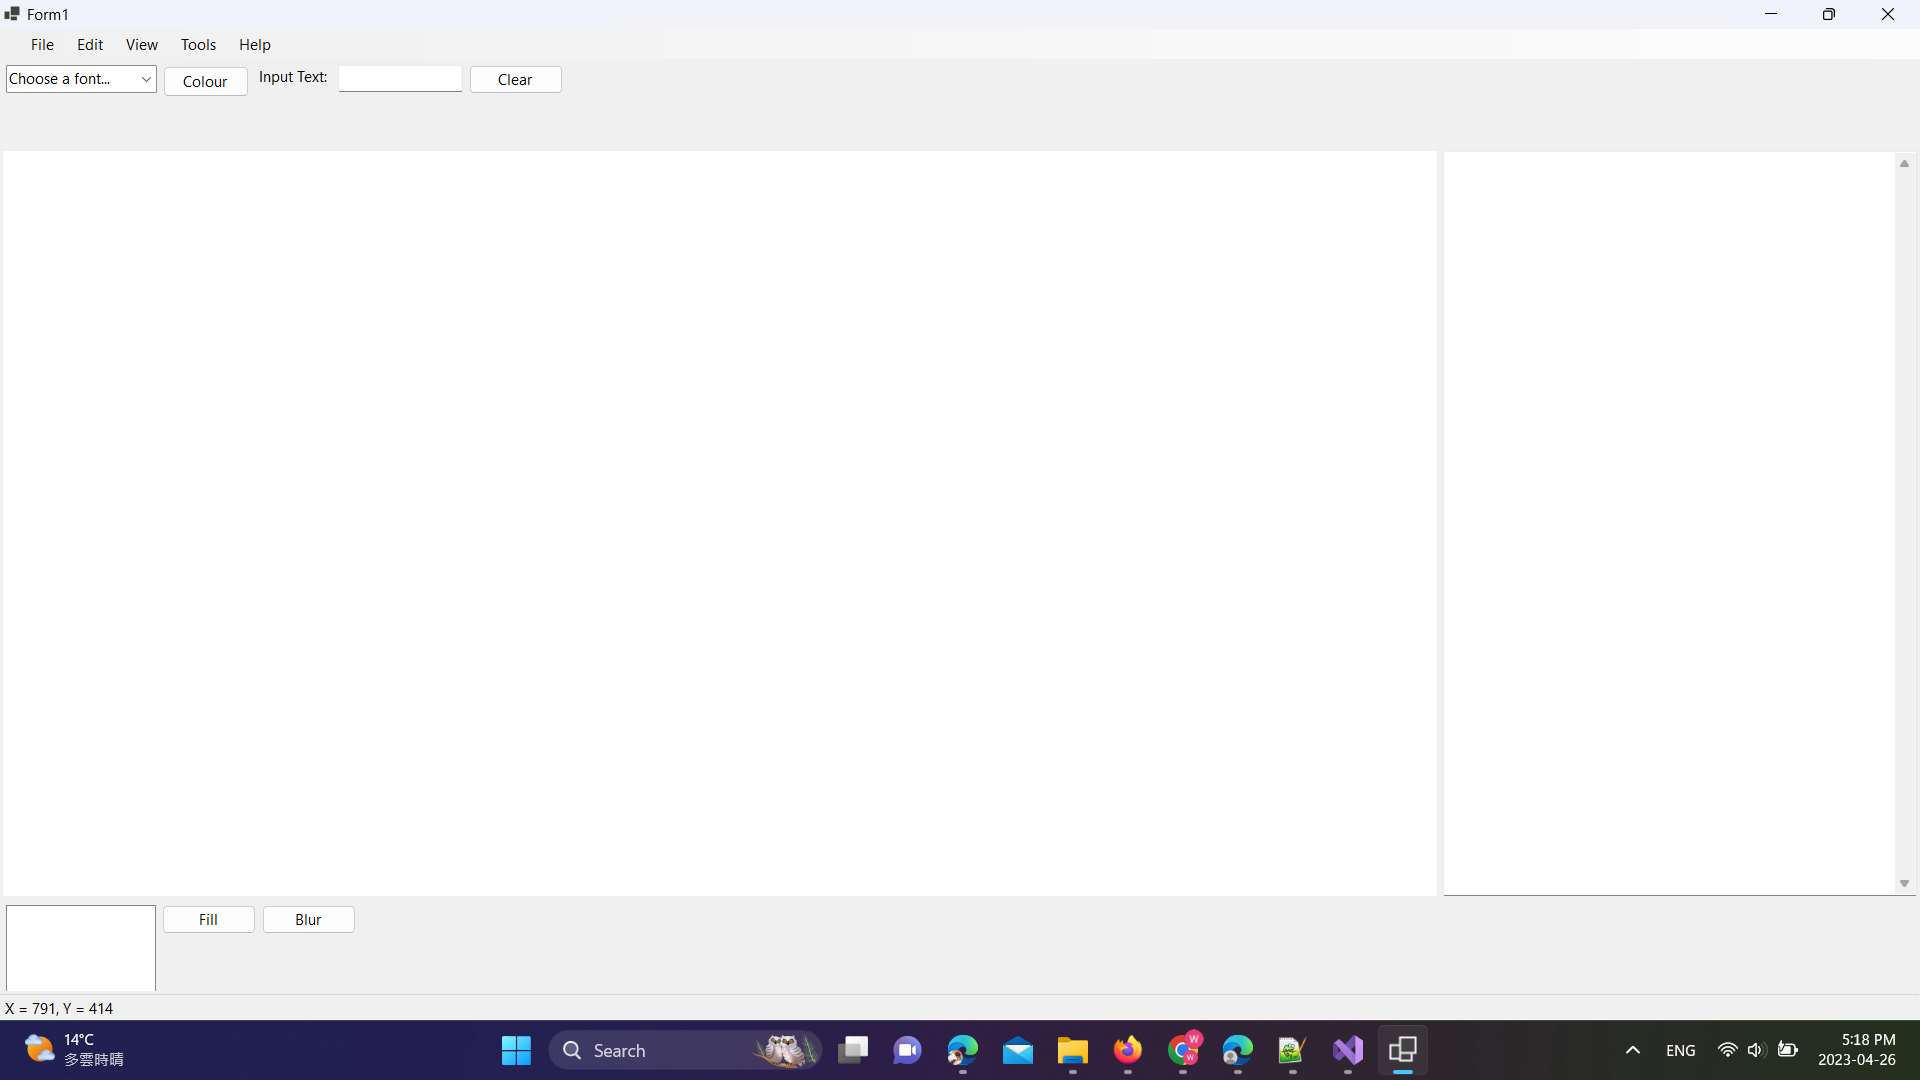 Form1
File Edit View Tools Help
Choose a font... Colour Input Text: Clear
Fill Blur
X = 791, Y = 414
14°C
多雲時晴
Search
W
W
ENG
5:18 PM
2023-04-26